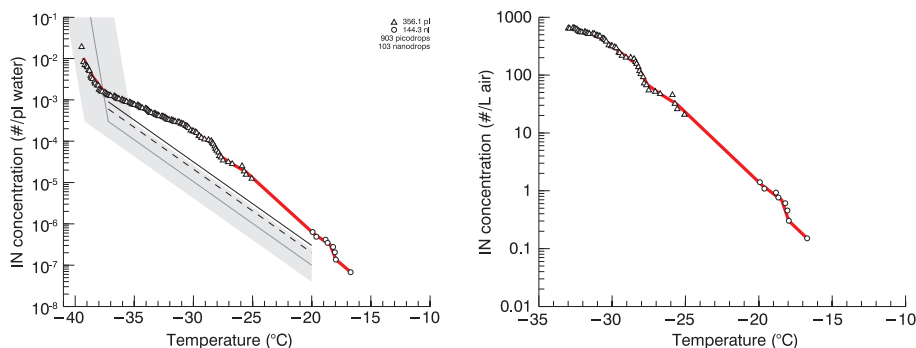 10⁻¹
10⁻²
10⁻³
10⁻⁴
10⁻⁵
10⁻⁶
10⁻⁷
10⁻⁸
IN concentration (#/pl water)
356.1 pl
144.3 nl
903 picodrops
103 nanodrops
−40 −35 −30 −25 −20 −15 −10
Temperature (°C)
1000
100
10
1
0.1
0.01
IN concentration (#/L air)
−35 −30 −25 −20 −15 −10
Temperature (°C)